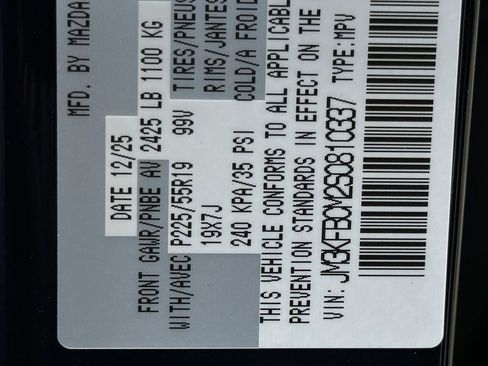 MFD. BY MAZDA
DATE 12/25
FRONT GAWR/PNBE AV 2425 LB 1100 KG
WITH/AVEC P225/55R19 99V TIRES/PNEUS
19X7J RIMS/JANTES
240 KPA/35 PSI COLD/A FROID
THIS VEHICLE CONFORMS TO ALL APPLICABL
PREVENTION STANDARDS IN EFFECT ON THE
VIN: JM3KFBCM2S0810337 TYPE:MPV